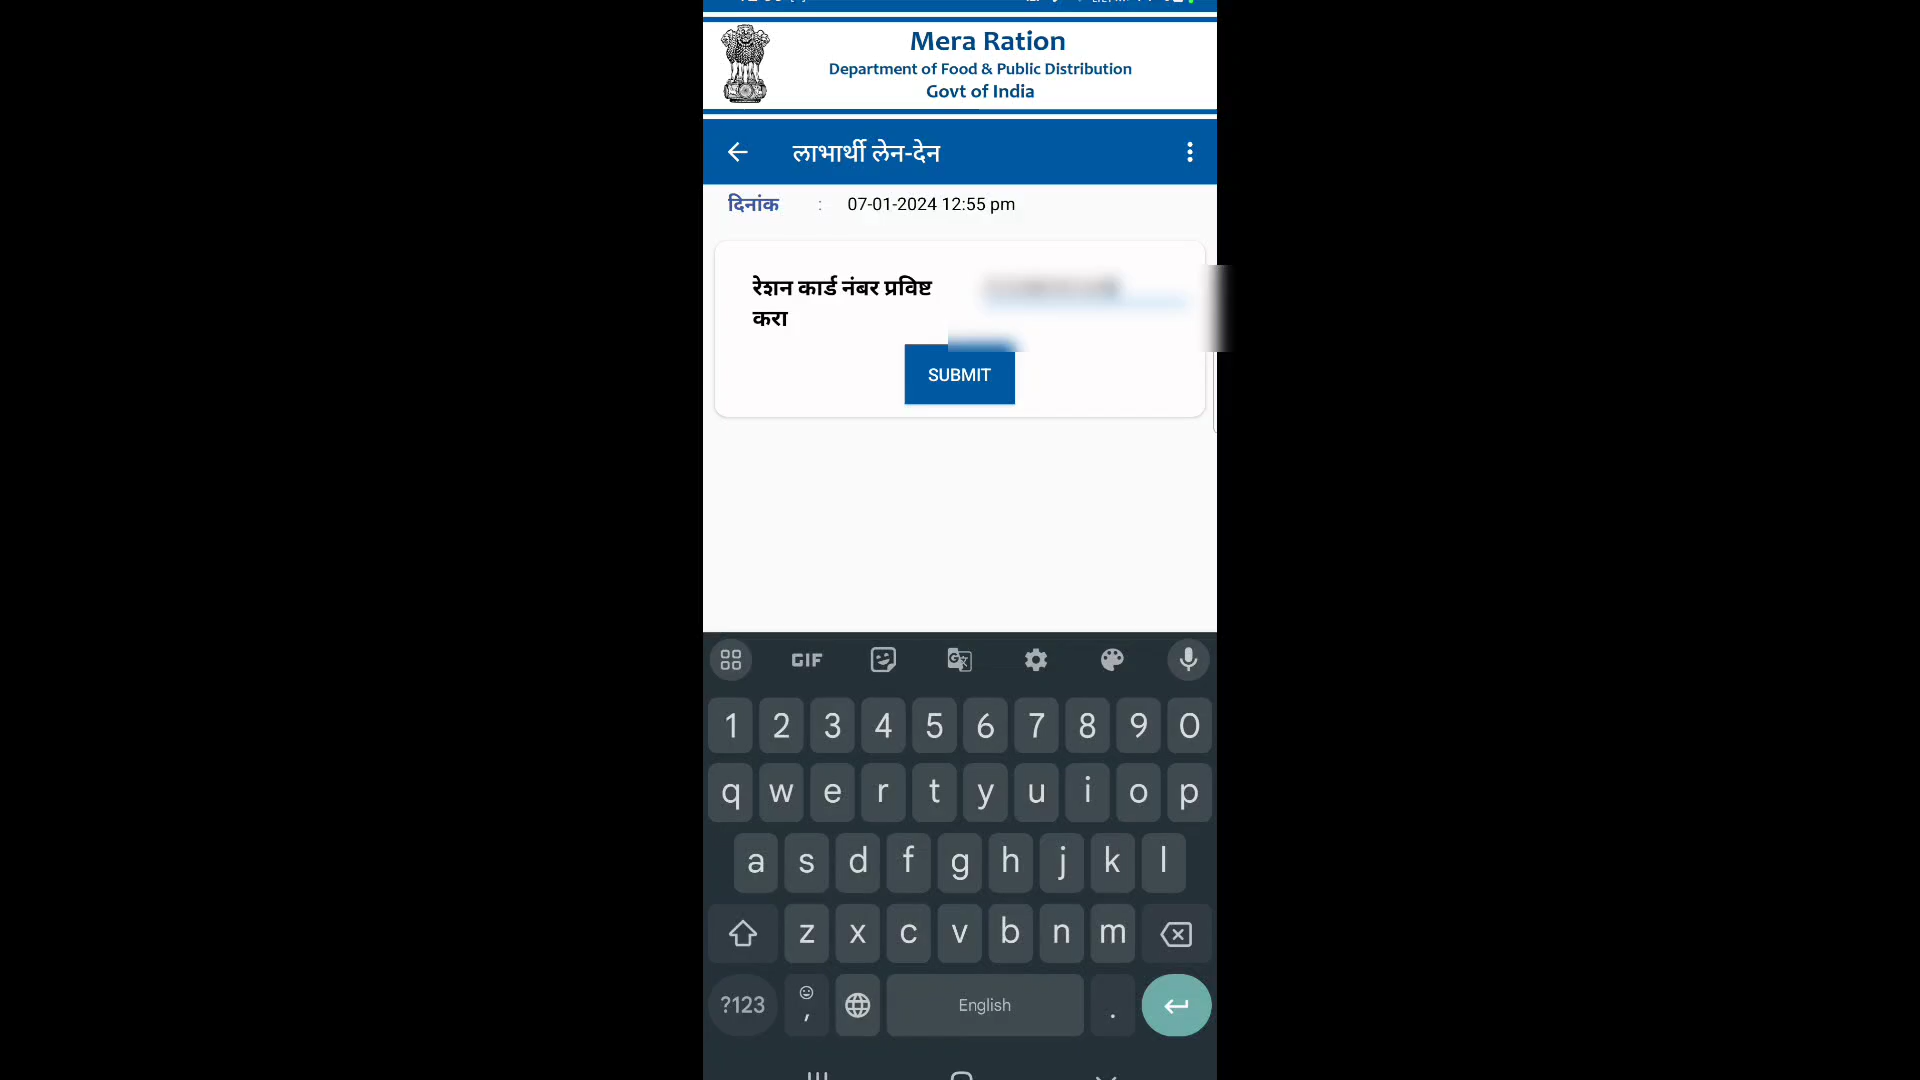 Mera Ration
Department of Food & Public Distribution
Govt of India
लाभार्थी लेन-देन
दिनांक : 07-01-2024 12:55 pm
रेशन कार्ड नंबर प्रविष्ट
करा
SUBMIT
GIF
1 2 3 4 5 6 7 8 9 0
q w e r t y u i o p
a s d f g h j k l
z x c v b n m
?123 , English .